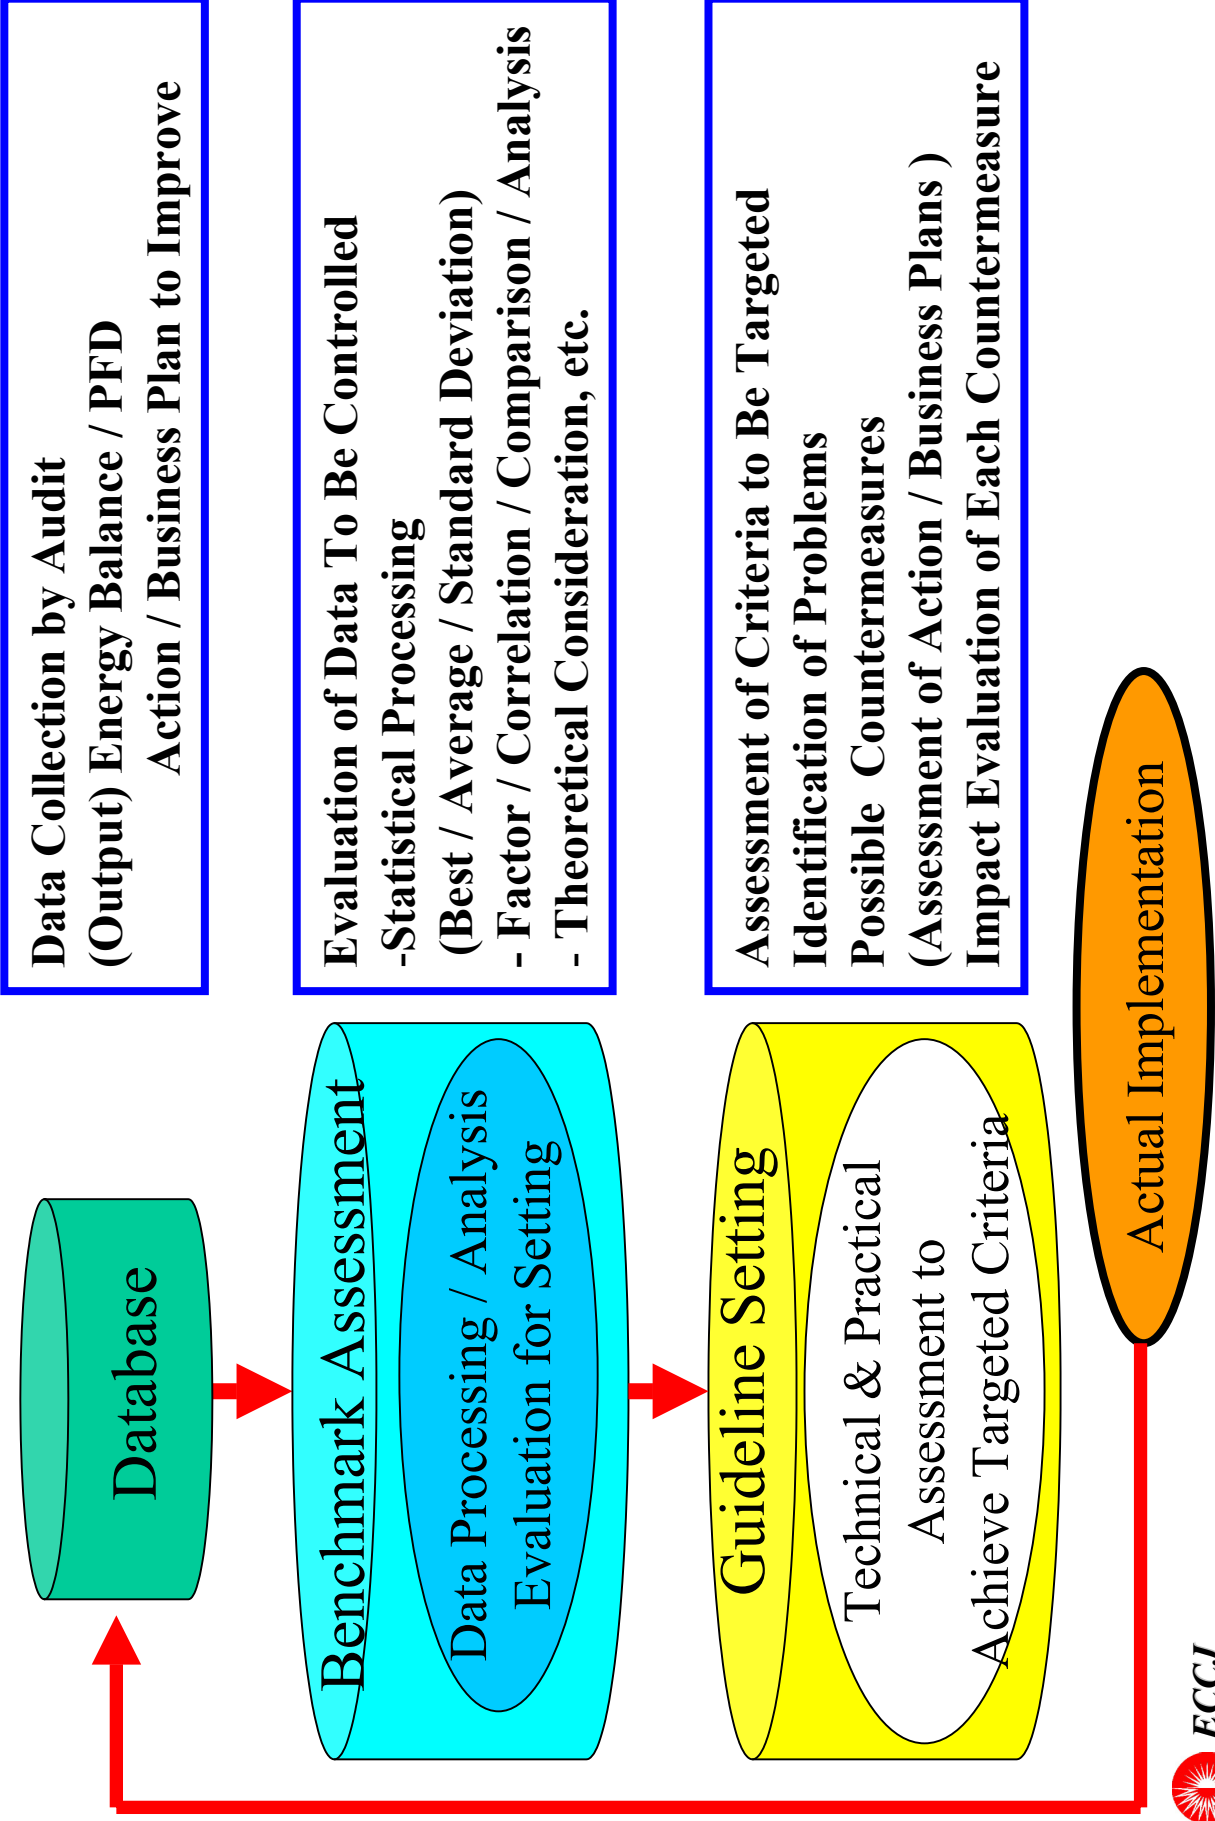 Database
Data Collection by Audit
(Output) Energy Balance / PFD
Action / Business Plan to Improve
Benchmark Assessment
Data Processing / Analysis
Evaluation for Setting
Evaluation of Data To Be Controlled
-Statistical Processing
(Best / Average / Standard Deviation)
- Factor / Correlation / Comparison / Analysis
- Theoretical Consideration, etc.
Guideline Setting
Technical & Practical
Assessment to
Achieve Targeted Criteria
Assessment of Criteria to Be Targeted
Identification of Problems
Possible Countermeasures
(Assessment of Action / Business Plans )
Impact Evaluation of Each Countermeasure
Actual Implementation
ECCJ